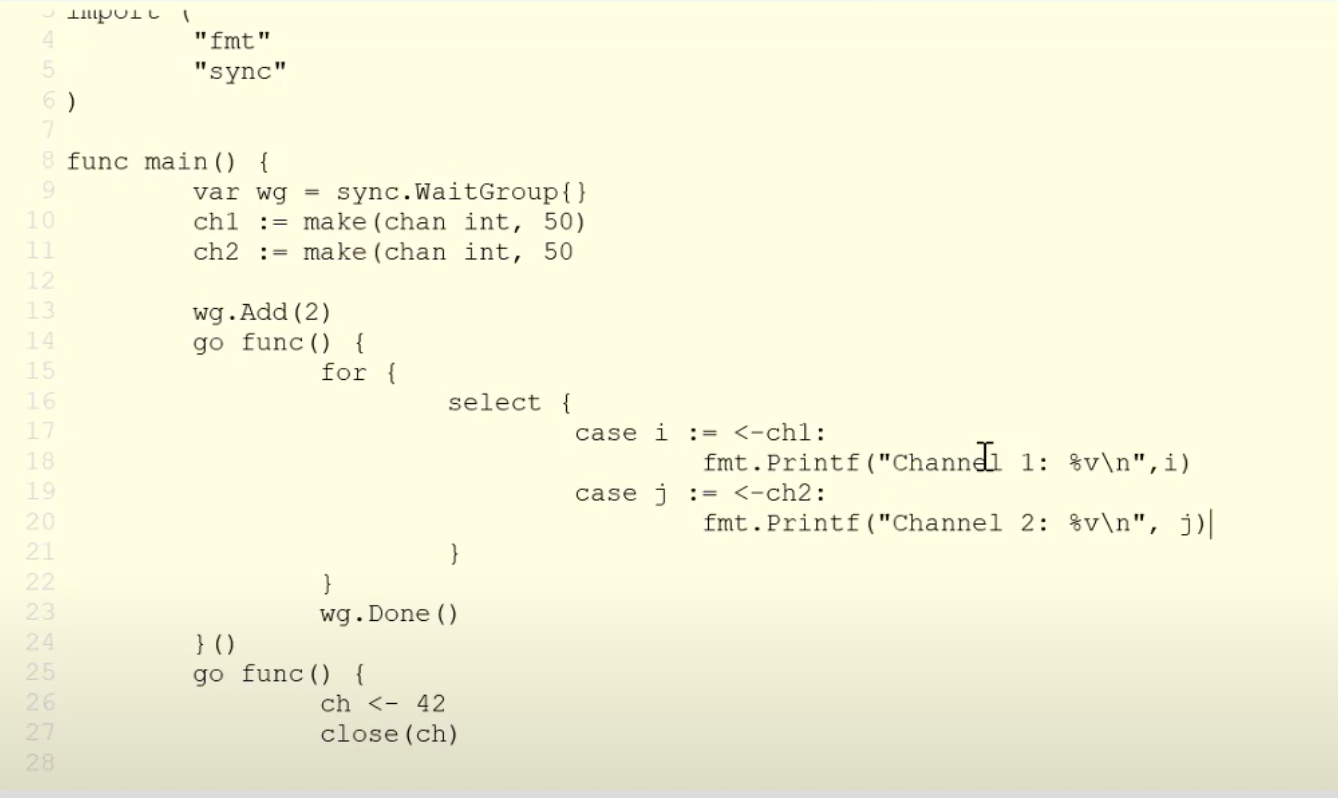 3 import (
4 "fmt"
5 "sync"
6 )
7
8 func main() {
9 var wg = sync.WaitGroup{}
10 ch1 := make(chan int, 50)
11 ch2 := make(chan int, 50
12
13 wg.Add(2)
14 go func() {
15 for {
16 select {
17 case i := <-ch1:
18 fmt.Printf("Channel 1: %v\n",i)
19 case j := <-ch2:
20 fmt.Printf("Channel 2: %v\n", j)
21 }
22 }
23 wg.Done()
24 }()
25 go func() {
26 ch <- 42
27 close(ch)
28